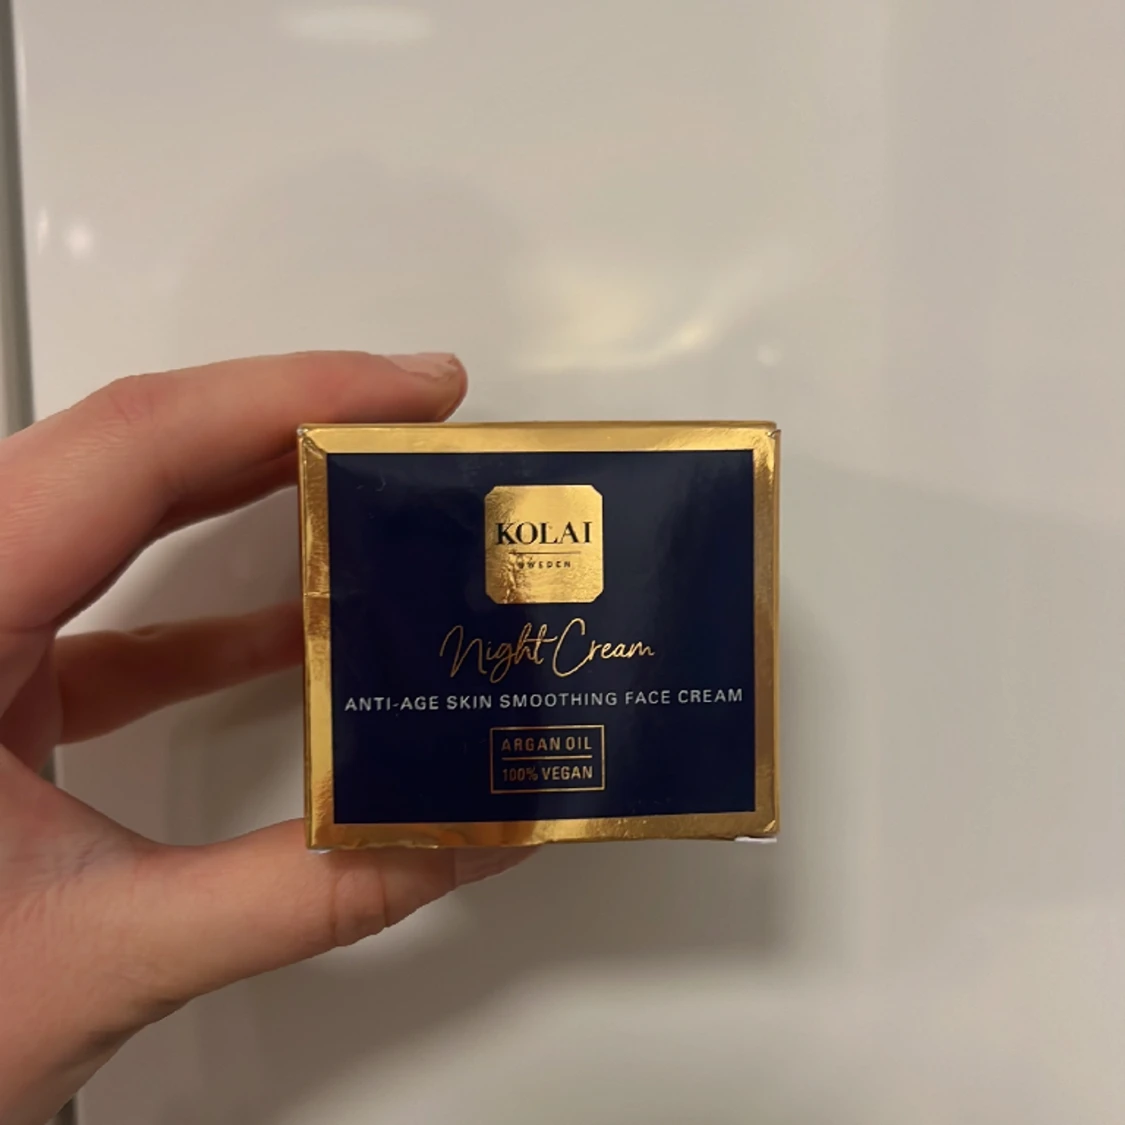 KOLAI
SWEDEN
Night Cream
ANTI-AGE SKIN SMOOTHING FACE CREAM
ARGAN OIL
100% VEGAN